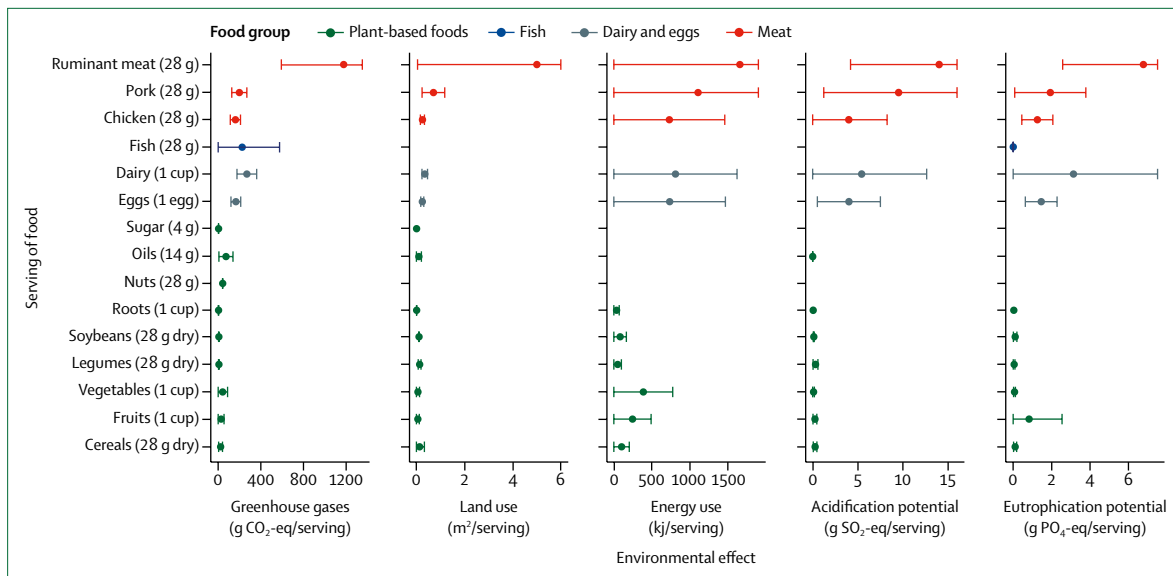 Food group Plant-based foods Fish Dairy and eggs Meat
Serving of food
Ruminant meat (28 g)
Pork (28 g)
Chicken (28 g)
Fish (28 g)
Dairy (1 cup)
Eggs (1 egg)
Sugar (4 g)
Oils (14 g)
Nuts (28 g)
Roots (1 cup)
Soybeans (28 g dry)
Legumes (28 g dry)
Vegetables (1 cup)
Fruits (1 cup)
Cereals (28 g dry)
0 400 800 1200
Greenhouse gases
(g CO₂-eq/serving)
0 2 4 6
Land use
(m²/serving)
0 500 1000 1500
Energy use
(kj/serving)
0 5 10 15
Acidification potential
(g SO₂-eq/serving)
0 2 4 6
Eutrophication potential
(g PO₄-eq/serving)
Environmental effect